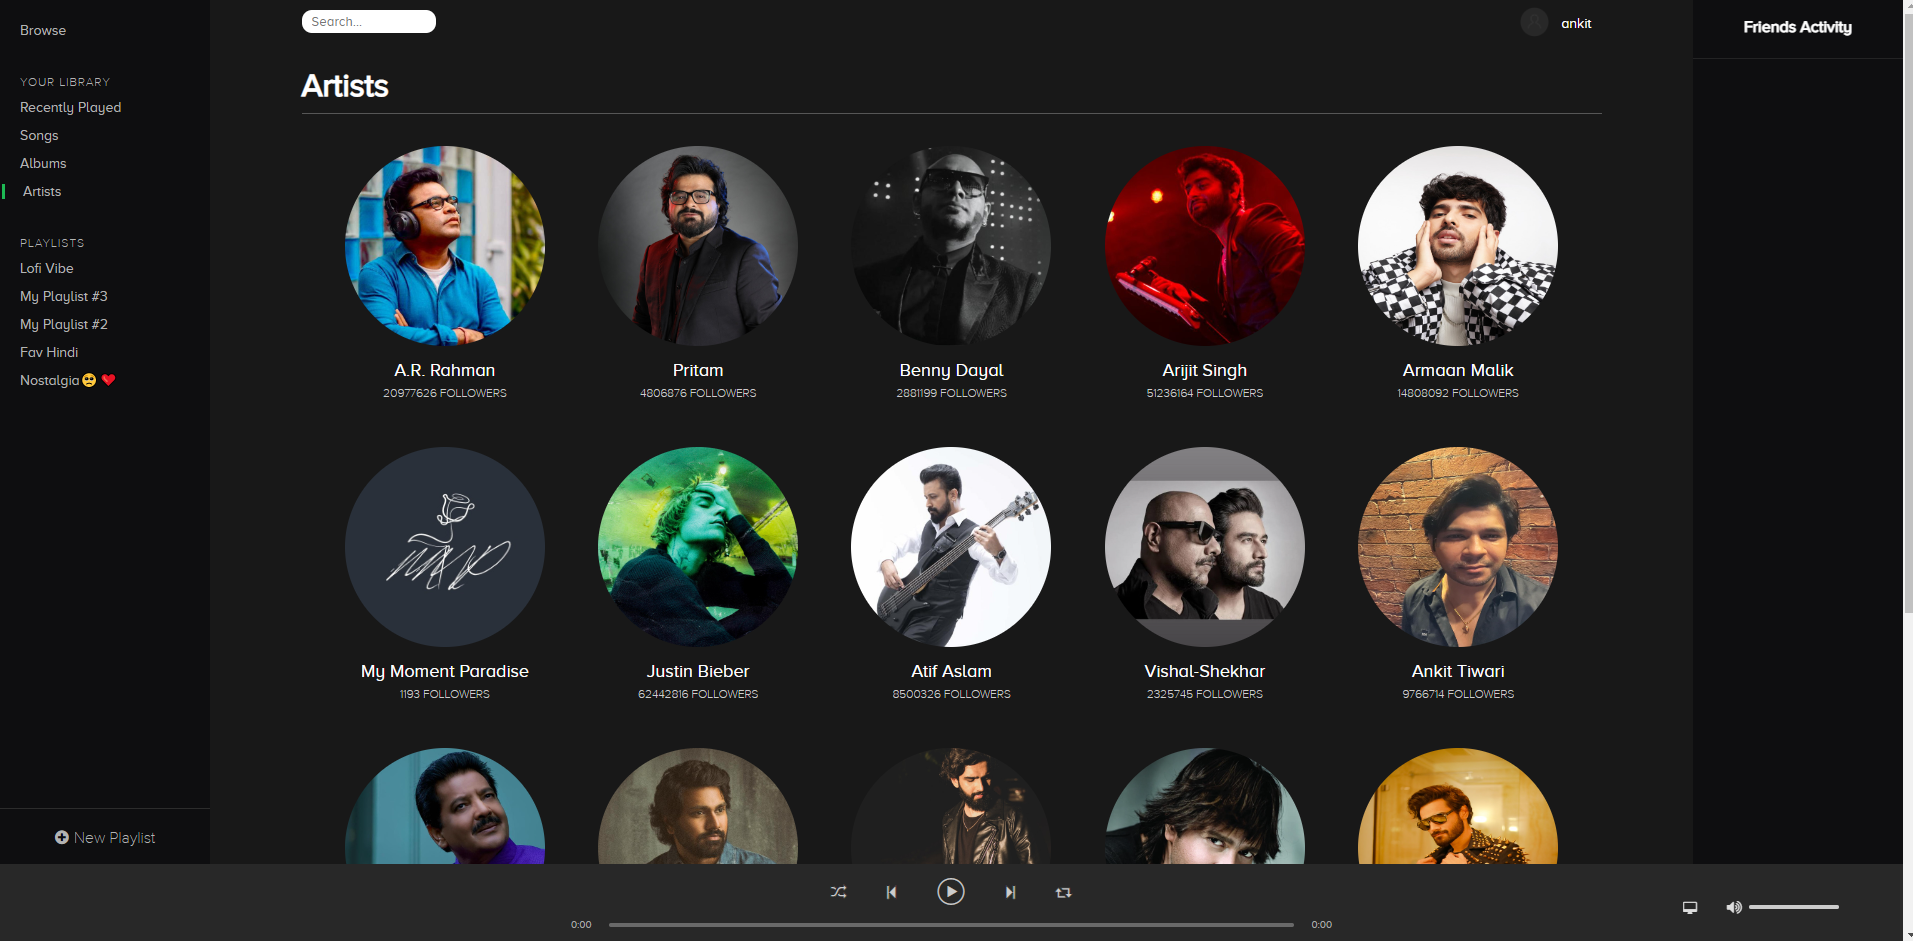 Browse
YOUR LIBRARY
Recently Played
Songs
Albums
Artists
PLAYLISTS
Lofi Vibe
My Playlist #3
My Playlist #2
Fav Hindi
Nostalgia🥺 ❤️
New Playlist
Search...
ankit
Artists
A.R. Rahman
20977626 FOLLOWERS
Pritam
4806876 FOLLOWERS
Benny Dayal
2881199 FOLLOWERS
Arijit Singh
51236164 FOLLOWERS
Armaan Malik
14808092 FOLLOWERS
My Moment Paradise
1193 FOLLOWERS
Justin Bieber
62442816 FOLLOWERS
Atif Aslam
8500326 FOLLOWERS
Vishal-Shekhar
2325745 FOLLOWERS
Ankit Tiwari
9766714 FOLLOWERS
Friends Activity
0:00
0:00